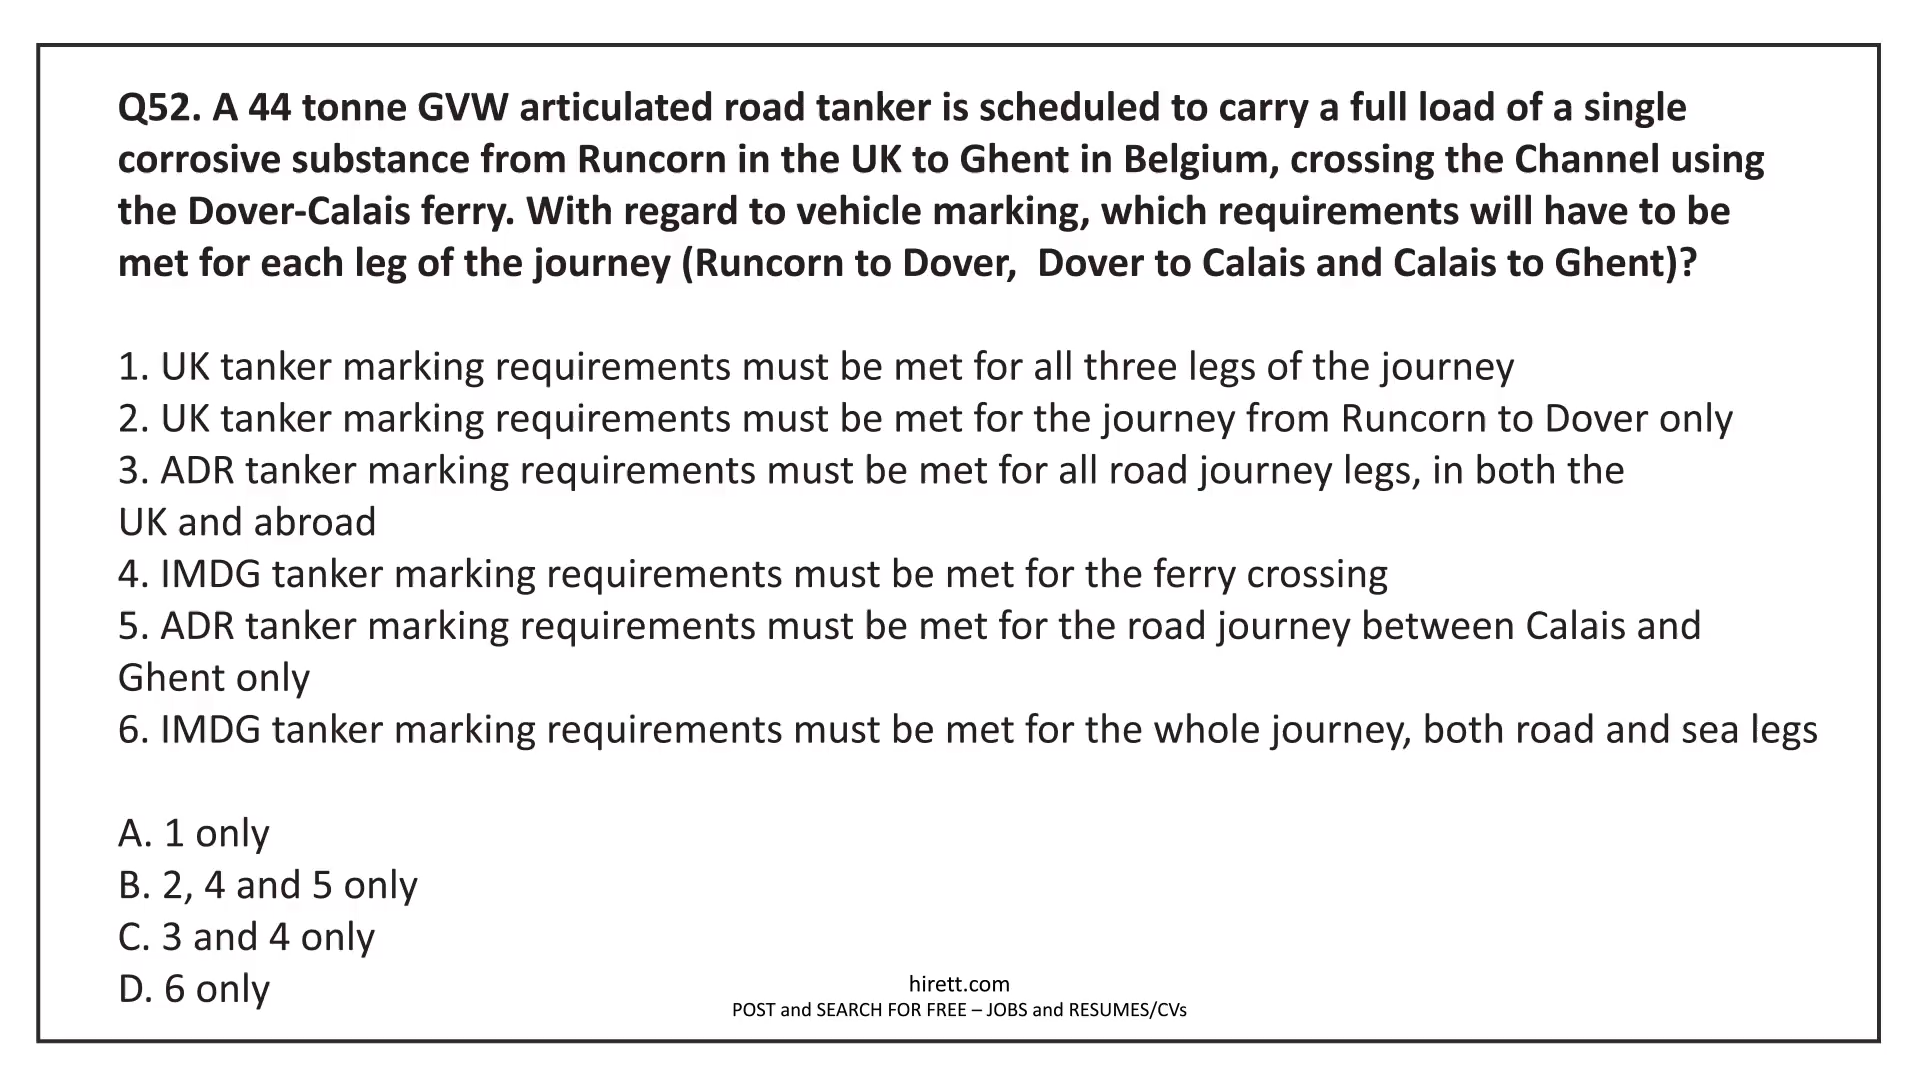 Q52. A 44 tonne GVW articulated road tanker is scheduled to carry a full load of a single
corrosive substance from Runcorn in the UK to Ghent in Belgium, crossing the Channel using
the Dover-Calais ferry. With regard to vehicle marking, which requirements will have to be
met for each leg of the journey (Runcorn to Dover,  Dover to Calais and Calais to Ghent)?
1. UK tanker marking requirements must be met for all three legs of the journey
2. UK tanker marking requirements must be met for the journey from Runcorn to Dover only
3. ADR tanker marking requirements must be met for all road journey legs, in both the
UK and abroad
4. IMDG tanker marking requirements must be met for the ferry crossing
5. ADR tanker marking requirements must be met for the road journey between Calais and
Ghent only
6. IMDG tanker marking requirements must be met for the whole journey, both road and sea legs
A. 1 only
B. 2, 4 and 5 only
C. 3 and 4 only
D. 6 only
hirett.com
POST and SEARCH FOR FREE – JOBS and RESUMES/CVs